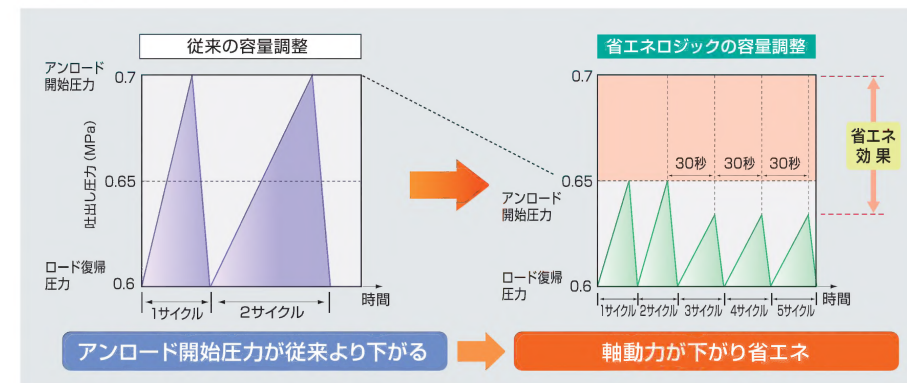 従来の容量調整
アンロード
開始圧力
0.7
0.65
0.6
吐出し圧力(MPa)
ロード復帰
圧力
時間
1サイクル
2サイクル
省エネロジックの容量調整
0.7
0.65
0.6
アンロード
開始圧力
ロード復帰
圧力
30秒
30秒
30秒
時間
1サイクル
2サイクル
3サイクル
4サイクル
5サイクル
省エネ
効果
アンロード開始圧力が従来より下がる
軸動力が下がり省エネ